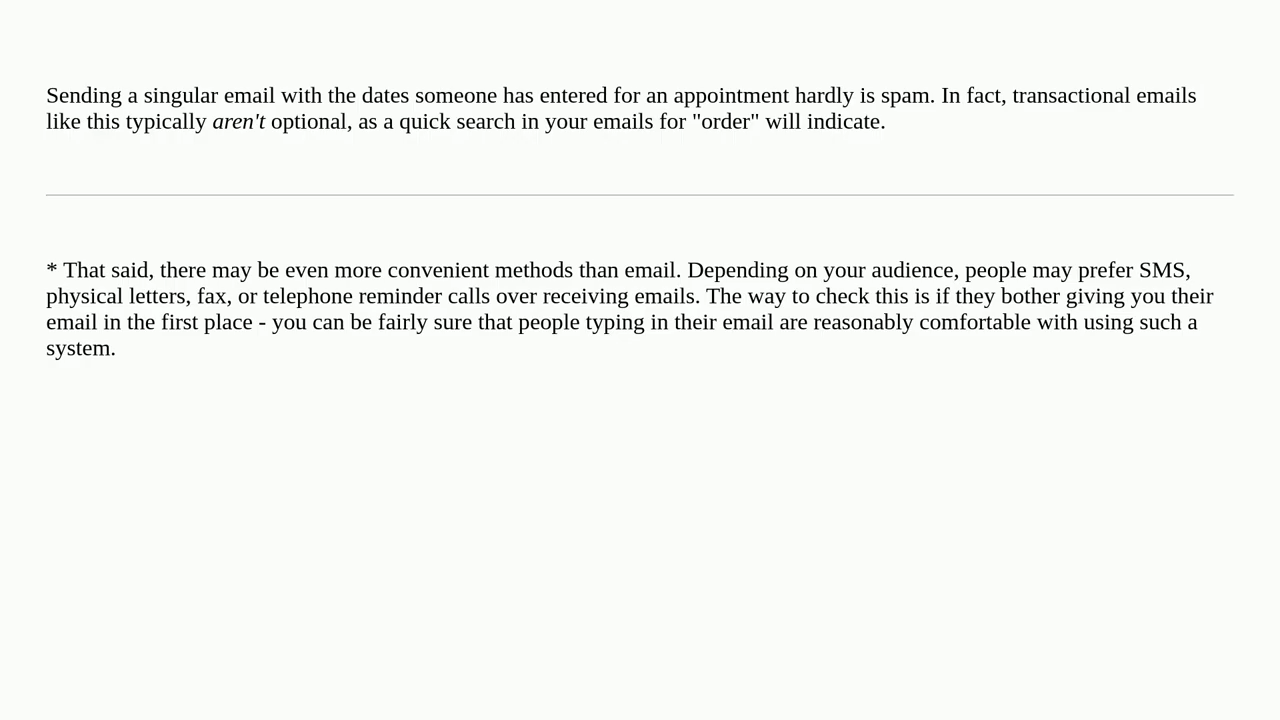 Sending a singular email with the dates someone has entered for an appointment hardly is spam. In fact, transactional emails
like this typically aren't optional, as a quick search in your emails for "order" will indicate.
* That said, there may be even more convenient methods than email. Depending on your audience, people may prefer SMS,
physical letters, fax, or telephone reminder calls over receiving emails. The way to check this is if they bother giving you their
email in the first place - you can be fairly sure that people typing in their email are reasonably comfortable with using such a
system.